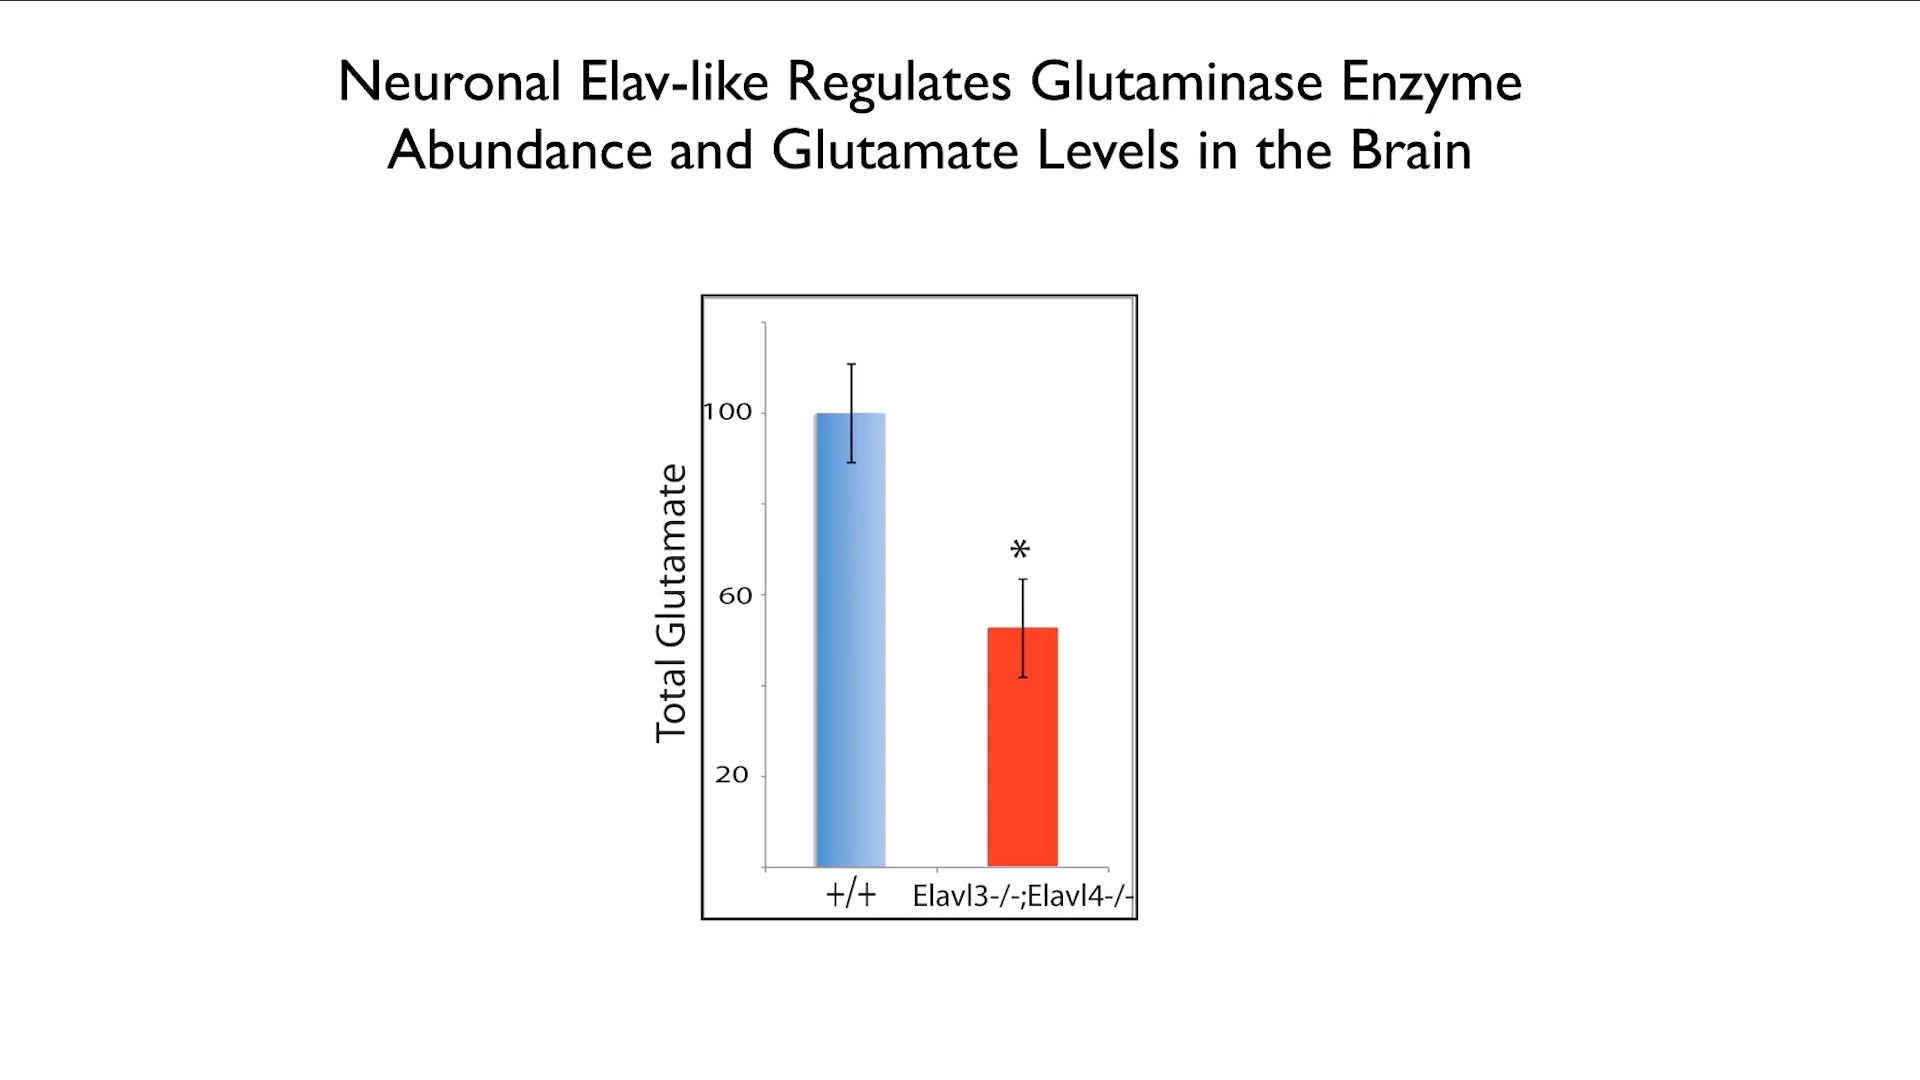 Neuronal Elav-like Regulates Glutaminase Enzyme
Abundance and Glutamate Levels in the Brain
Total Glutamate
100
60
20
*
+/+
Elavl3-/-;Elavl4-/-